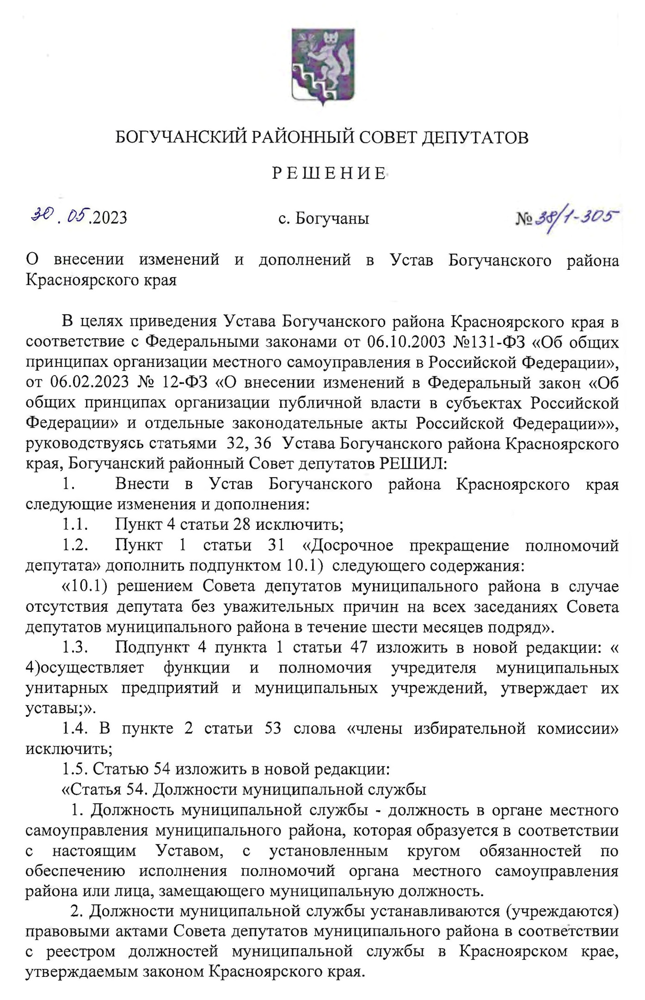 БОГУЧАНСКИЙ РАЙОННЫЙ СОВЕТ ДЕПУТАТОВ
Р Е Ш Е Н И Е
30.05.2023 с. Богучаны № 38/1-305
О внесении изменений и дополнений в Устав Богучанского района
Красноярского края
В целях приведения Устава Богучанского района Красноярского края в
соответствие с Федеральными законами от 06.10.2003 №131-ФЗ «Об общих
принципах организации местного самоуправления в Российской Федерации»,
от 06.02.2023 № 12-ФЗ «О внесении изменений в Федеральный закон «Об
общих принципах организации публичной власти в субъектах Российской
Федерации» и отдельные законодательные акты Российской Федерации»»,
руководствуясь статьями 32, 36 Устава Богучанского района Красноярского
края, Богучанский районный Совет депутатов РЕШИЛ:
1. Внести в Устав Богучанского района Красноярского края
следующие изменения и дополнения:
1.1. Пункт 4 статьи 28 исключить;
1.2. Пункт 1 статьи 31 «Досрочное прекращение полномочий
депутата» дополнить подпунктом 10.1) следующего содержания:
«10.1) решением Совета депутатов муниципального района в случае
отсутствия депутата без уважительных причин на всех заседаниях Совета
депутатов муниципального района в течение шести месяцев подряд».
1.3. Подпункт 4 пункта 1 статьи 47 изложить в новой редакции: «
4)осуществляет функции и полномочия учредителя муниципальных
унитарных предприятий и муниципальных учреждений, утверждает их
уставы;».
1.4. В пункте 2 статьи 53 слова «члены избирательной комиссии»
исключить;
1.5. Статью 54 изложить в новой редакции:
«Статья 54. Должности муниципальной службы
1. Должность муниципальной службы - должность в органе местного
самоуправления муниципального района, которая образуется в соответствии
с настоящим Уставом, с установленным кругом обязанностей по
обеспечению исполнения полномочий органа местного самоуправления
района или лица, замещающего муниципальную должность.
2. Должности муниципальной службы устанавливаются (учреждаются)
правовыми актами Совета депутатов муниципального района в соответствии
с реестром должностей муниципальной службы в Красноярском крае,
утверждаемым законом Красноярского края.